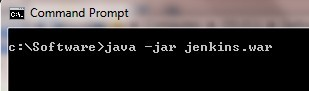 C:\. Command Prompt
c:\Software>java -jar jenkins.war